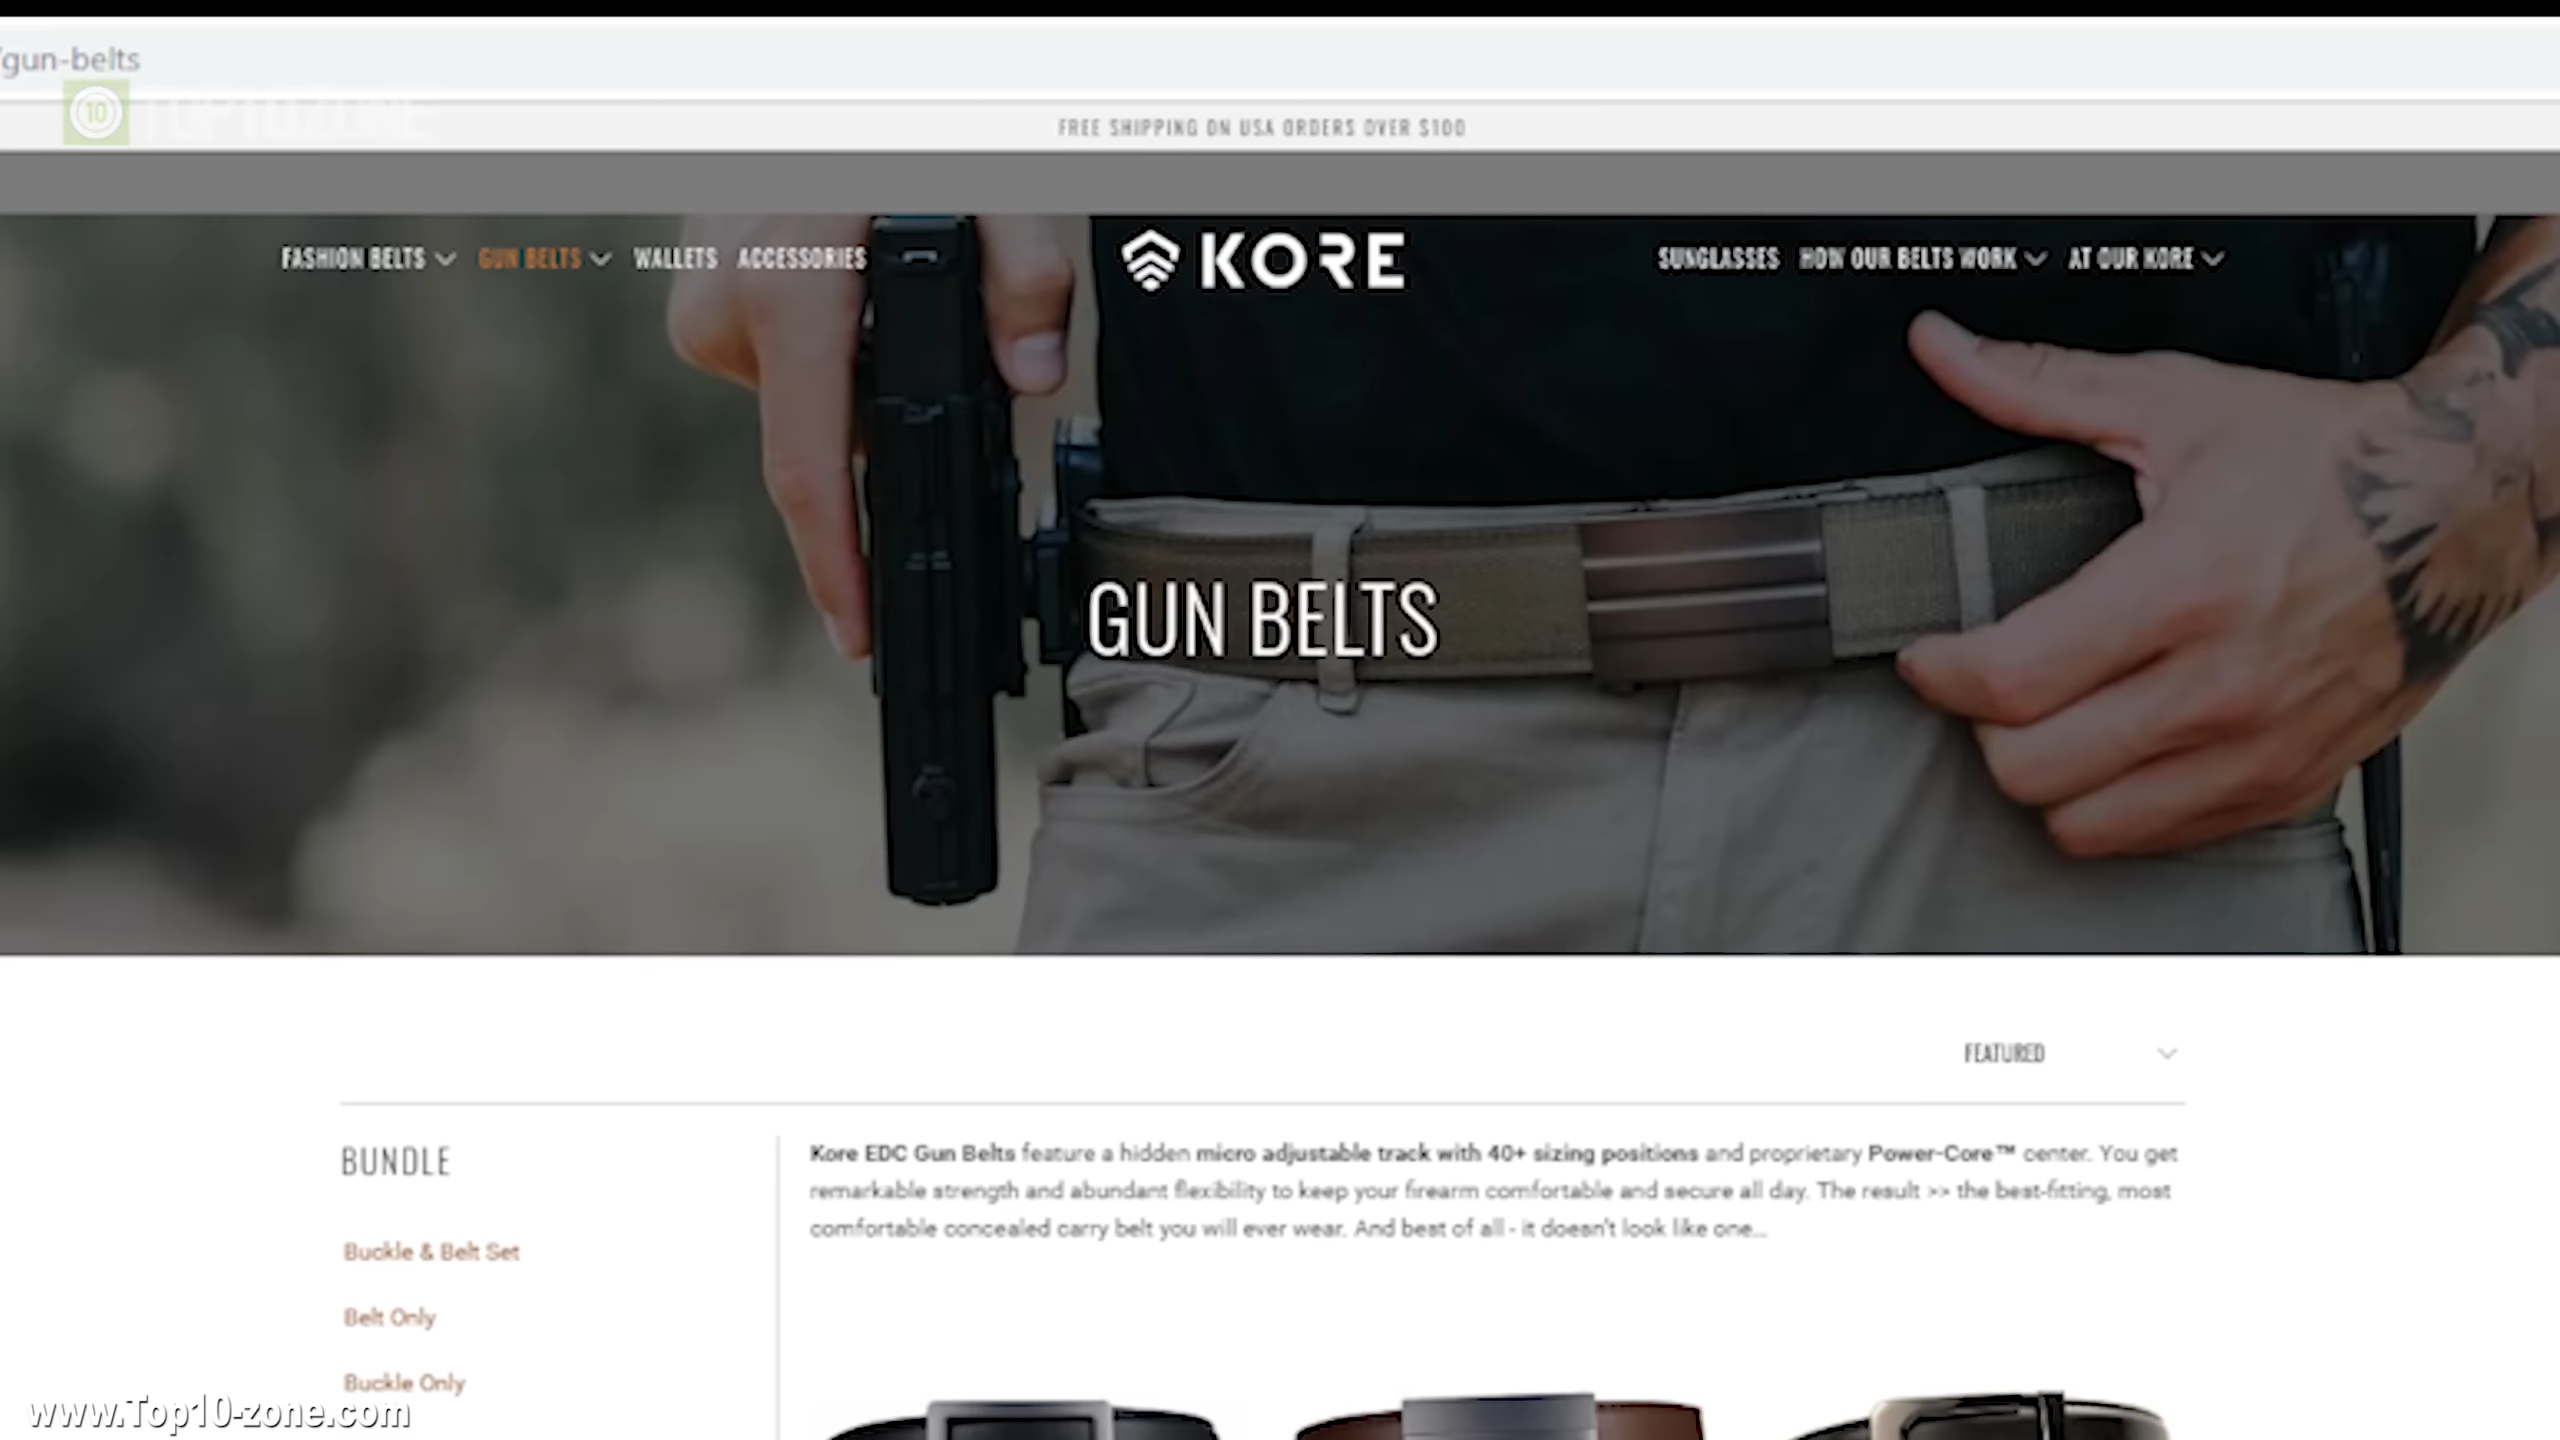 /gun-belts
10 TOP10ZONE
FREE SHIPPING ON USA ORDERS OVER $100
FASHION BELTS GUN BELTS WALLETS ACCESSORIES KORE SUNGLASSES HOW OUR BELTS WORK AT OUR KORE
GUN BELTS
FEATURED
BUNDLE
Buckle & Belt Set
Belt Only
Buckle Only
Kore EDC Gun Belts feature a hidden micro adjustable track with 40+ sizing positions and proprietary Power-Core™ center. You get
remarkable strength and abundant flexibility to keep your firearm comfortable and secure all day. The result >> the best-fitting, most
comfortable concealed carry belt you will ever wear. And best of all - it doesn't look like one...
www.Top10-zone.com